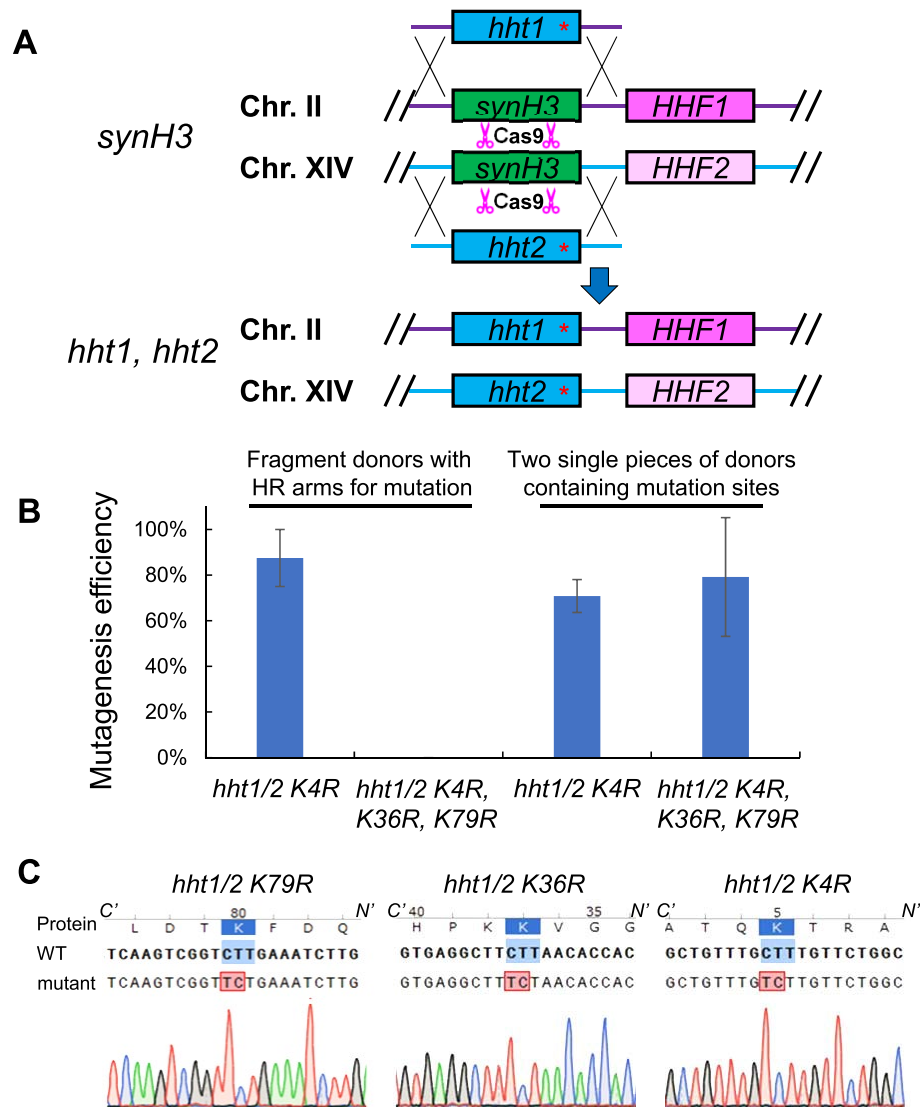 A
hht1 *
synH3
Chr. II
synH3
HHF1
Cas9
Chr. XIV
synH3
HHF2
Cas9
hht2 *
hht1, hht2
Chr. II
hht1 *
HHF1
Chr. XIV
hht2 *
HHF2
B
Fragment donors with
HR arms for mutation
Two single pieces of donors
containing mutation sites
Mutagenesis efficiency
100%
80%
60%
40%
20%
0%
hht1/2 K4R
hht1/2 K4R,
K36R, K79R
hht1/2 K4R
hht1/2 K4R,
K36R, K79R
C
hht1/2 K79R
hht1/2 K36R
hht1/2 K4R
C' 80 N'
C' 40 35 N'
C' 5 N'
Protein
L D T K F D Q
H P K K V G G
A T Q K T R A
WT
TCAAGTCGGTCTTGAAATCTTG
GTGAGGCTTCTTAACACCAC
GCTGTTTGCTTTGTTCTGGC
mutant
TCAAGTCGGTTCTGAAATCTTG
GTGAGGCTTTCTAACACCAC
GCTGTTTGTCTTGTTCTGGC